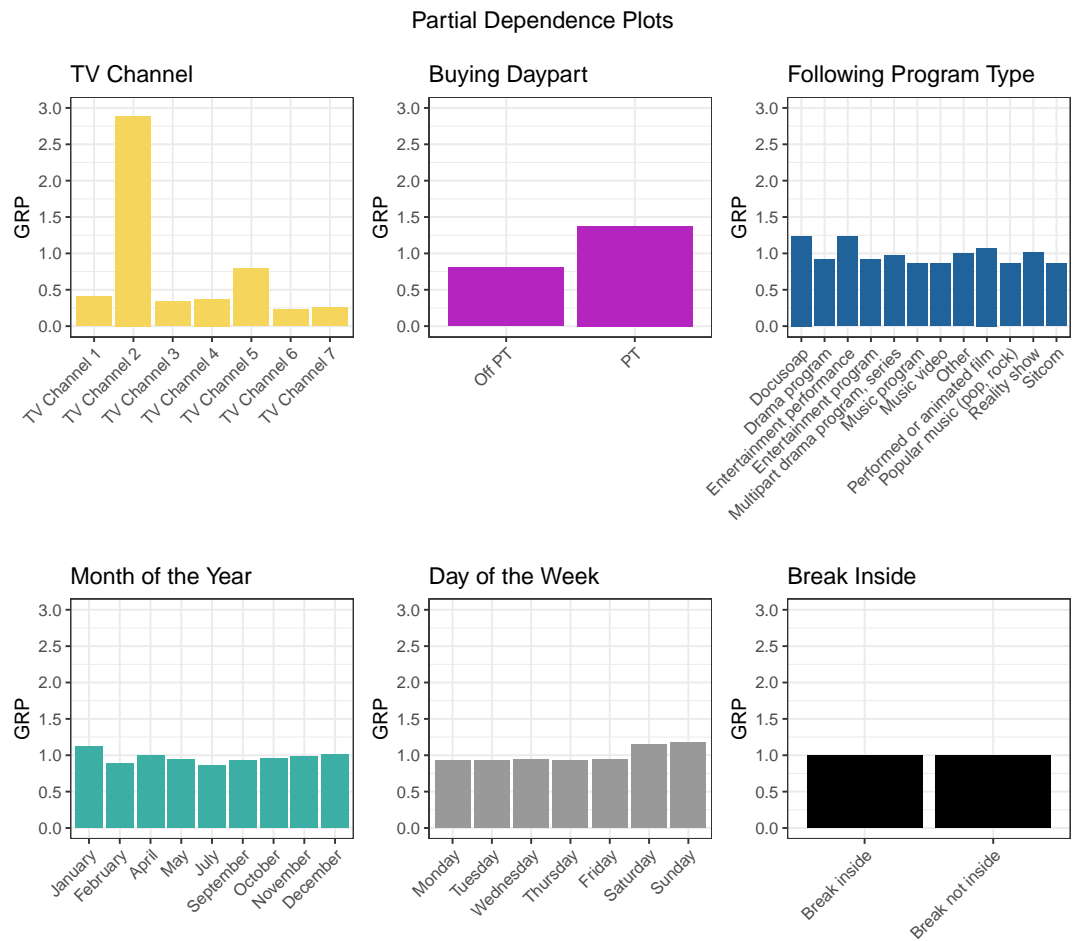 Partial Dependence Plots
TV Channel
GRP
3.0
2.5
2.0
1.5
1.0
0.5
0.0
TV Channel 1
TV Channel 2
TV Channel 3
TV Channel 4
TV Channel 5
TV Channel 6
TV Channel 7
Buying Daypart
GRP
3.0
2.5
2.0
1.5
1.0
0.5
0.0
Off PT
PT
Following Program Type
GRP
3.0
2.5
2.0
1.5
1.0
0.5
0.0
Docusoap
Drama program
Entertainment performance
Entertainment program
Multipart drama program, series
Music program
Music video
Other
Performed or animated film
Popular music (pop, rock)
Reality show
Sitcom
Month of the Year
GRP
3.0
2.5
2.0
1.5
1.0
0.5
0.0
January
February
April
May
July
September
October
November
December
Day of the Week
GRP
3.0
2.5
2.0
1.5
1.0
0.5
0.0
Monday
Tuesday
Wednesday
Thursday
Friday
Saturday
Sunday
Break Inside
GRP
3.0
2.5
2.0
1.5
1.0
0.5
0.0
Break inside
Break not inside